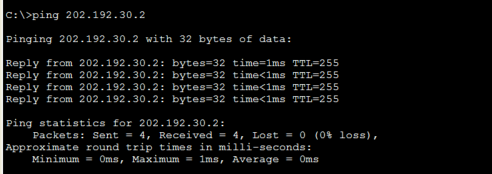 C:\>ping 202.192.30.2
Pinging 202.192.30.2 with 32 bytes of data:
Reply from 202.192.30.2: bytes=32 time=1ms TTL=255
Reply from 202.192.30.2: bytes=32 time<1ms TTL=255
Reply from 202.192.30.2: bytes=32 time<1ms TTL=255
Reply from 202.192.30.2: bytes=32 time<1ms TTL=255
Ping statistics for 202.192.30.2:
    Packets: Sent = 4, Received = 4, Lost = 0 (0% loss),
Approximate round trip times in milli-seconds:
    Minimum = 0ms, Maximum = 1ms, Average = 0ms